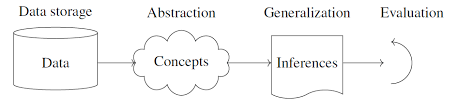 Data storage
Abstraction
Generalization
Evaluation
Data
Concepts
Inferences